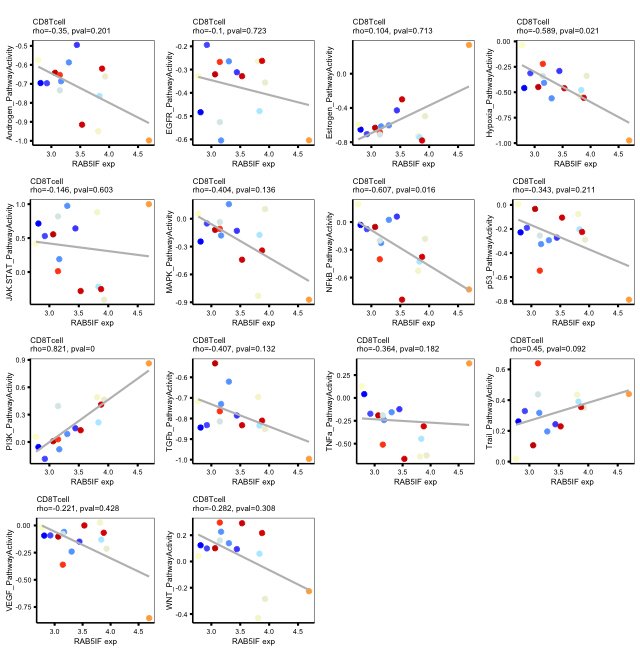 CD8Tcell
rho=-0.35, pval=0.201
Androgen_PathwayActivity
-0.5
-0.6
-0.7
-0.8
-0.9
-1.0
3.0 3.5 4.0 4.5
RAB5IF exp
CD8Tcell
rho=-0.1, pval=0.723
EGFR_PathwayActivity
-0.2
-0.3
-0.4
-0.5
-0.6
3.0 3.5 4.0 4.5
RAB5IF exp
CD8Tcell
rho=0.104, pval=0.713
Estrogen_PathwayActivity
0.0
-0.4
-0.8
3.0 3.5 4.0 4.5
RAB5IF exp
CD8Tcell
rho=-0.589, pval=0.021
Hypoxia_PathwayActivity
0.00
-0.25
-0.50
-0.75
-1.00
3.0 3.5 4.0 4.5
RAB5IF exp
CD8Tcell
rho=-0.146, pval=0.603
JAK-STAT_PathwayActivity
1.0
0.5
0.0
3.0 3.5 4.0 4.5
RAB5IF exp
CD8Tcell
rho=-0.404, pval=0.136
MAPK_PathwayActivity
0.0
-0.3
-0.6
-0.9
3.0 3.5 4.0 4.5
RAB5IF exp
CD8Tcell
rho=-0.607, pval=0.016
NFkB_PathwayActivity
0.0
-0.3
-0.6
3.0 3.5 4.0 4.5
RAB5IF exp
CD8Tcell
rho=-0.343, pval=0.211
p53_PathwayActivity
0.0
-0.2
-0.4
-0.6
-0.8
3.0 3.5 4.0 4.5
RAB5IF exp
CD8Tcell
rho=0.821, pval=0
PI3K_PathwayActivity
0.9
0.6
0.3
0.0
3.0 3.5 4.0 4.5
RAB5IF exp
CD8Tcell
rho=-0.407, pval=0.132
TGFb_PathwayActivity
-0.6
-0.7
-0.8
-0.9
-1.0
3.0 3.5 4.0 4.5
RAB5IF exp
CD8Tcell
rho=-0.364, pval=0.182
TNFa_PathwayActivity
0.25
0.00
-0.25
-0.50
3.0 3.5 4.0 4.5
RAB5IF exp
CD8Tcell
rho=0.45, pval=0.092
Trail_PathwayActivity
0.6
0.4
0.2
0.0
3.0 3.5 4.0 4.5
RAB5IF exp
CD8Tcell
rho=-0.221, pval=0.428
VEGF_PathwayActivity
0.00
-0.25
-0.50
-0.75
3.0 3.5 4.0 4.5
RAB5IF exp
CD8Tcell
rho=-0.282, pval=0.308
WNT_PathwayActivity
0.2
0.0
-0.2
-0.4
3.0 3.5 4.0 4.5
RAB5IF exp